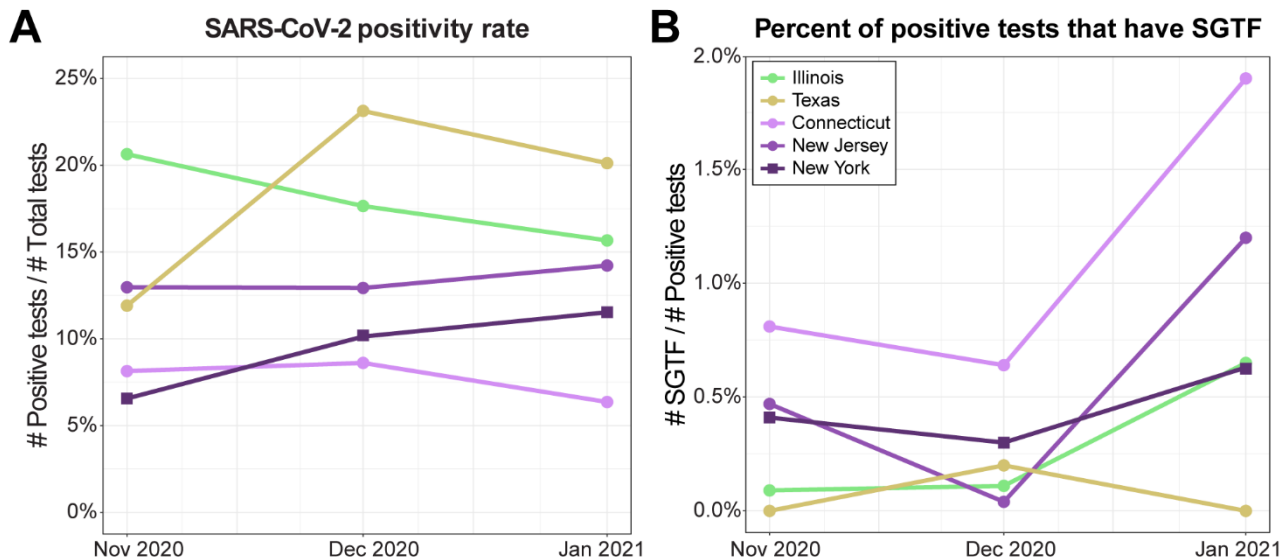 A
SARS-CoV-2 positivity rate
# Positive tests / # Total tests
25%
20%
15%
10%
5%
0%
Nov 2020
Dec 2020
Jan 2021
B
Percent of positive tests that have SGTF
# SGTF / # Positive tests
2.0%
1.5%
1.0%
0.5%
0.0%
Illinois
Texas
Connecticut
New Jersey
New York
Nov 2020
Dec 2020
Jan 2021